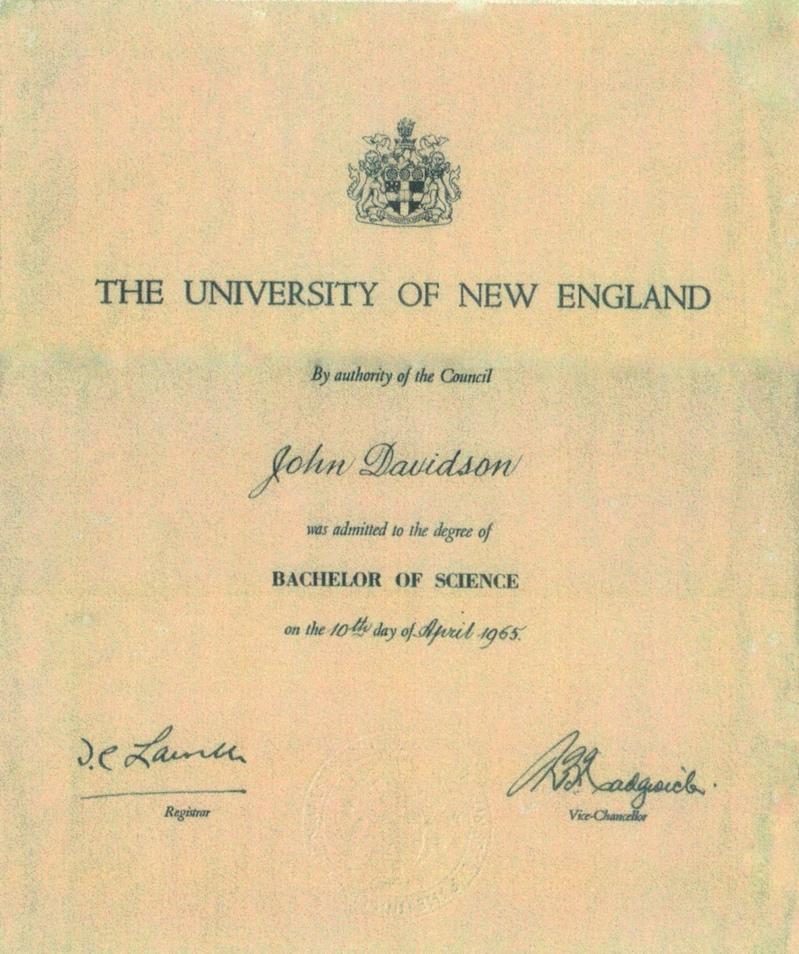 THE UNIVERSITY OF NEW ENGLAND
By authority of the Council
John Davidson
was admitted to the degree of
BACHELOR OF SCIENCE
on the 10th day of April 1965.
Registrar
Vice-Chancellor